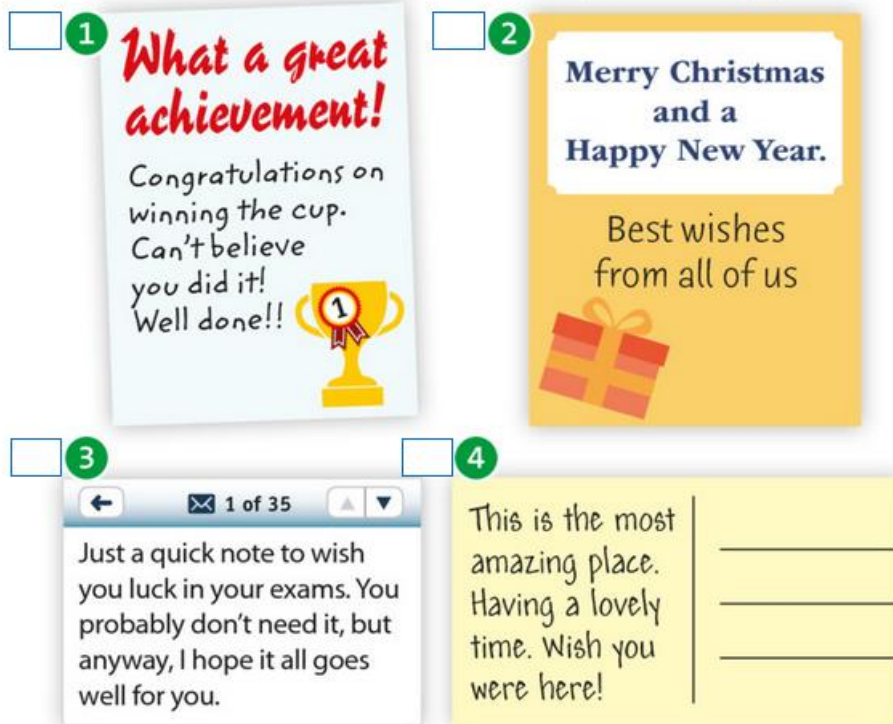 1
What a great
achievement!
Congratulations on
winning the cup.
Can't believe
you did it!
Well done!!
1
2
Merry Christmas
and a
Happy New Year.
Best wishes
from all of us
3
1 of 35
Just a quick note to wish
you luck in your exams. You
probably don't need it, but
anyway, I hope it all goes
well for you.
4
This is the most
amazing place.
Having a lovely
time. Wish you
were here!